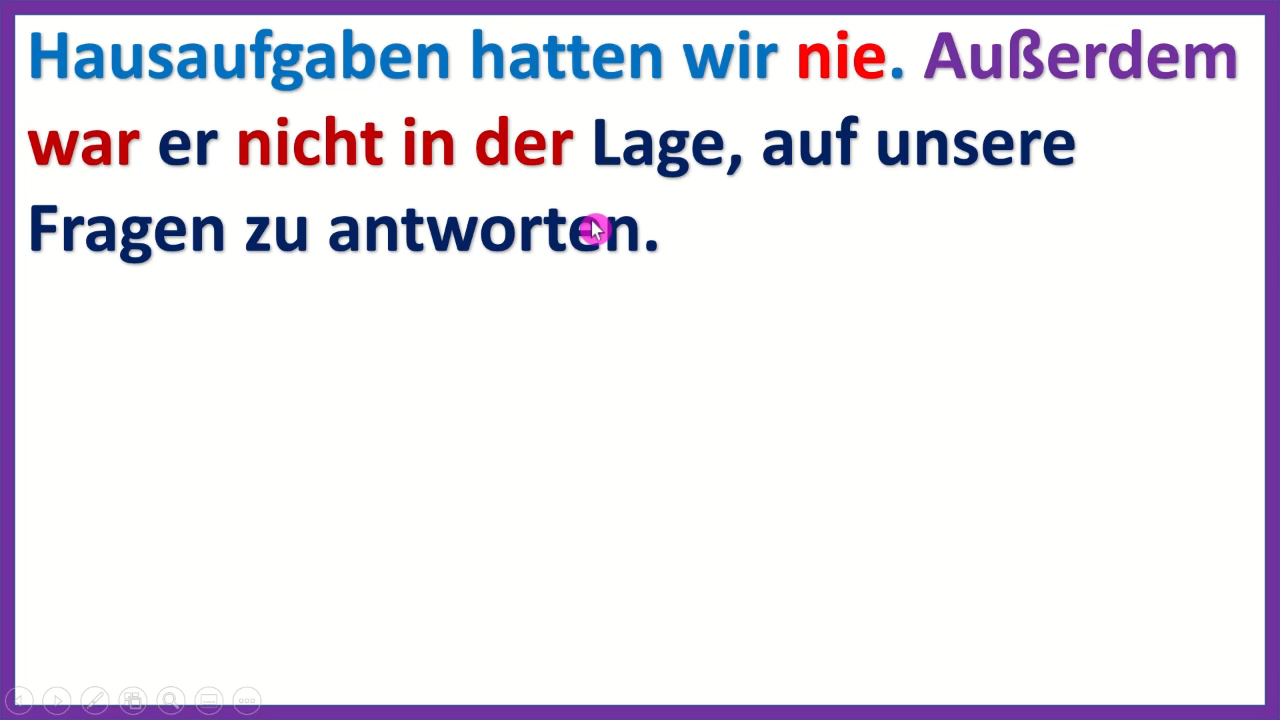 Hausaufgaben hatten wir nie. Außerdem
war er nicht in der Lage, auf unsere
Fragen zu antworten.